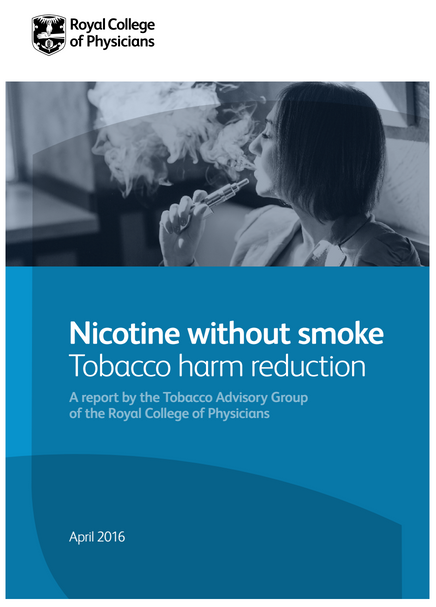 Royal College
of Physicians
Nicotine without smoke
Tobacco harm reduction
A report by the Tobacco Advisory Group
of the Royal College of Physicians
April 2016